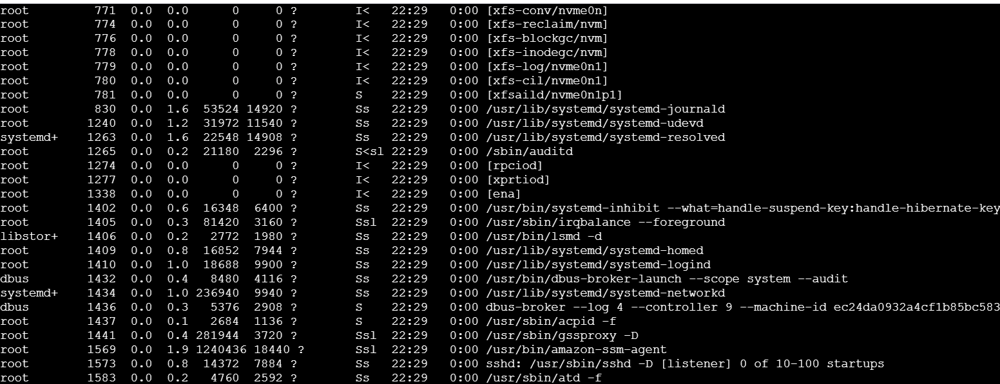 root         771  0.0  0.0      0     0 ?        I<   22:29   0:00 [xfs-conv/nvme0n]
root         774  0.0  0.0      0     0 ?        I<   22:29   0:00 [xfs-reclaim/nvm]
root         776  0.0  0.0      0     0 ?        I<   22:29   0:00 [xfs-blockgc/nvm]
root         778  0.0  0.0      0     0 ?        I<   22:29   0:00 [xfs-inodegc/nvm]
root         779  0.0  0.0      0     0 ?        I<   22:29   0:00 [xfs-log/nvme0n1]
root         780  0.0  0.0      0     0 ?        I<   22:29   0:00 [xfs-cil/nvme0n1]
root         781  0.0  0.0      0     0 ?        S    22:29   0:00 [xfsaild/nvme0n1p1]
root         830  0.0  1.6  53524 14920 ?        Ss   22:29   0:00 /usr/lib/systemd/systemd-journald
root        1240  0.0  1.2  31972 11540 ?        Ss   22:29   0:00 /usr/lib/systemd/systemd-udevd
systemd+    1263  0.0  1.6  22548 14908 ?        Ss   22:29   0:00 /usr/lib/systemd/systemd-resolved
root        1265  0.0  0.2  21180  2296 ?        S<sl 22:29   0:00 /sbin/auditd
root        1274  0.0  0.0      0     0 ?        I<   22:29   0:00 [rpciod]
root        1277  0.0  0.0      0     0 ?        I<   22:29   0:00 [xprtiod]
root        1338  0.0  0.0      0     0 ?        I<   22:29   0:00 [ena]
root        1402  0.0  0.6  16348  6400 ?        Ss   22:29   0:00 /usr/bin/systemd-inhibit --what=handle-suspend-key:handle-hibernate-key
root        1405  0.0  0.3  81420  3160 ?        Ssl  22:29   0:00 /usr/sbin/irqbalance --foreground
libstor+    1406  0.0  0.2   2772  1980 ?        Ss   22:29   0:00 /usr/bin/lsmd -d
root        1409  0.0  0.8  16852  7944 ?        Ss   22:29   0:00 /usr/lib/systemd/systemd-homed
root        1410  0.0  1.0  18688  9900 ?        Ss   22:29   0:00 /usr/lib/systemd/systemd-logind
dbus        1432  0.0  0.4   8480  4116 ?        Ss   22:29   0:00 /usr/bin/dbus-broker-launch --scope system --audit
systemd+    1434  0.0  1.0 236940  9940 ?        Ss   22:29   0:00 /usr/lib/systemd/systemd-networkd
dbus        1436  0.0  0.3   5376  2908 ?        S    22:29   0:00 dbus-broker --log 4 --controller 9 --machine-id ec24da0932a4cf1b85bc583
root        1437  0.0  0.1   2684  1136 ?        S    22:29   0:00 /usr/sbin/acpid -f
root        1441  0.0  0.4 281944  3720 ?        Ssl  22:29   0:00 /usr/sbin/gssproxy -D
root        1569  0.0  1.9 1240436 18440 ?       Ssl  22:29   0:00 /usr/bin/amazon-ssm-agent
root        1573  0.0  0.8  14372  7884 ?        Ss   22:29   0:00 sshd: /usr/sbin/sshd -D [listener] 0 of 10-100 startups
root        1583  0.0  0.2   4760  2592 ?        Ss   22:29   0:00 /usr/sbin/atd -f